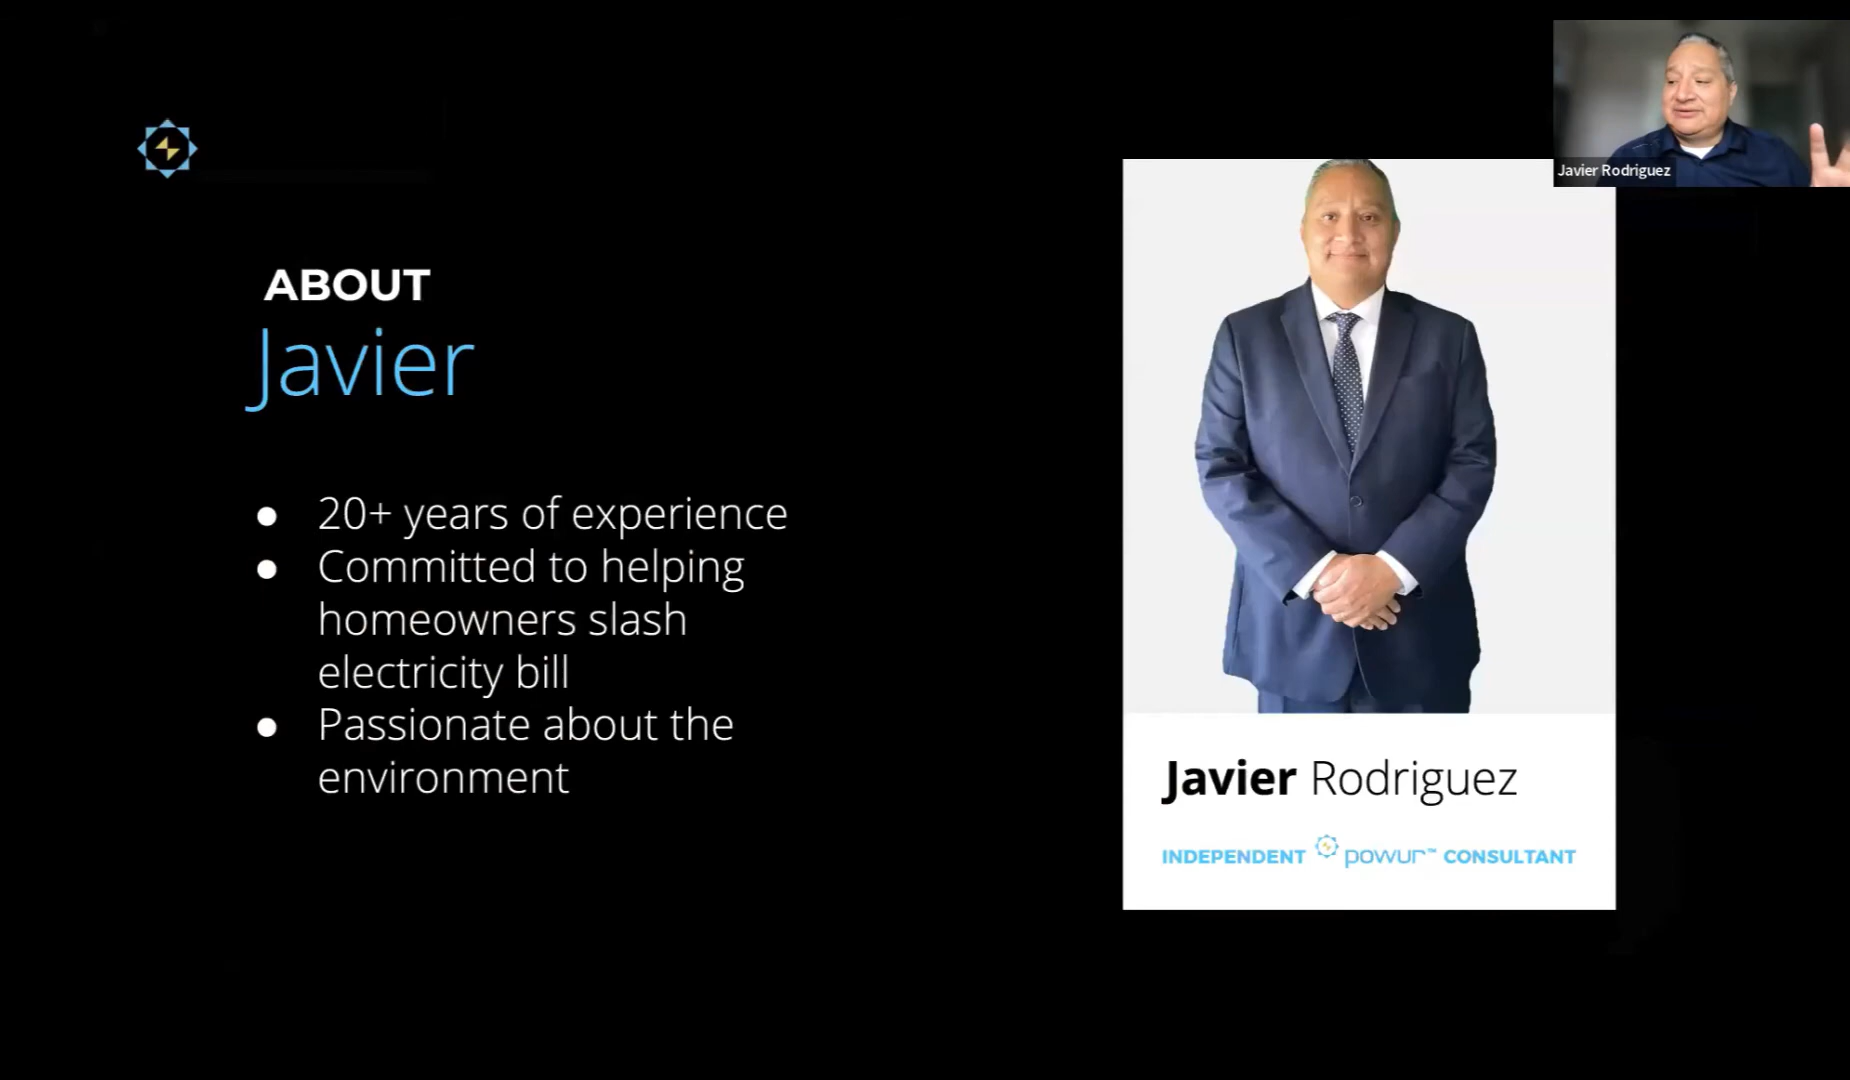 Javier Rodriguez
ABOUT
Javier
● 20+ years of experience
● Committed to helping
homeowners slash
electricity bill
● Passionate about the
environment
Javier Rodriguez
INDEPENDENT powur™ CONSULTANT